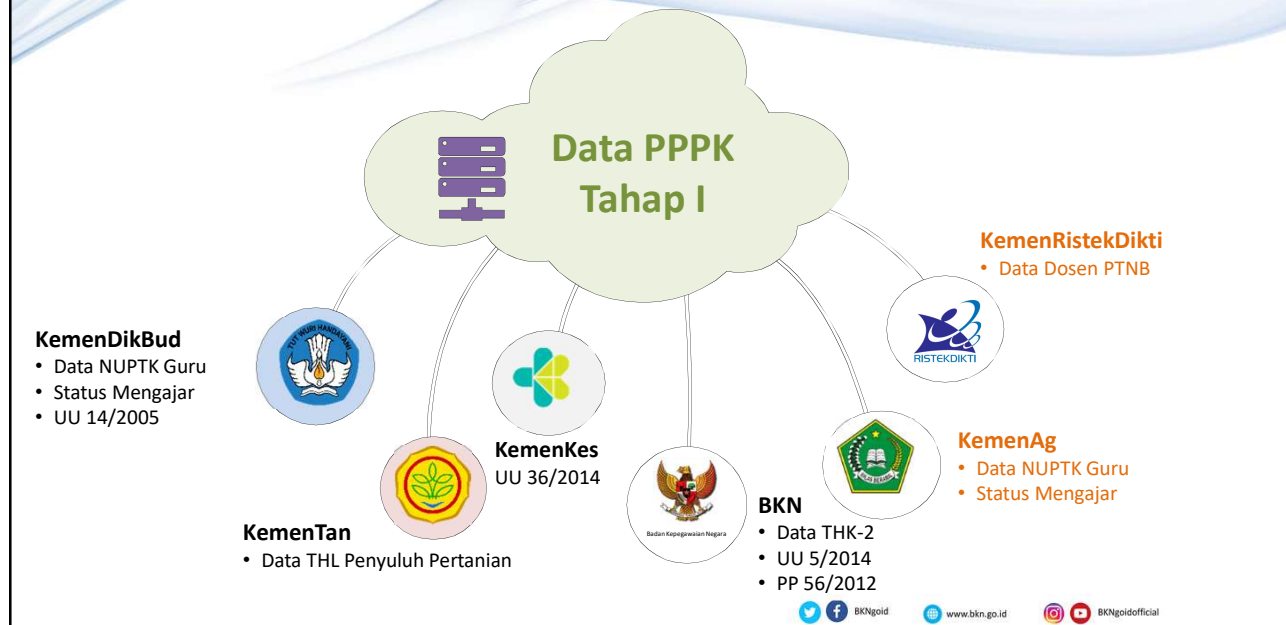 Data PPPK
Tahap I
KemenRistekDikti
• Data Dosen PTNB
RISTEKDIKTI
KemenDikBud
• Data NUPTK Guru
• Status Mengajar
• UU 14/2005
TUT WURI HANDAYANI
KemenKes
UU 36/2014
KemenAg
• Data NUPTK Guru
• Status Mengajar
IKHLAS BERAMAL
KemenTan
• Data THL Penyuluh Pertanian
Badan Kepegawaian Negara
BKN
• Data THK-2
• UU 5/2014
• PP 56/2012
BKNgoid
www.bkn.go.id
BKNgoidofficial